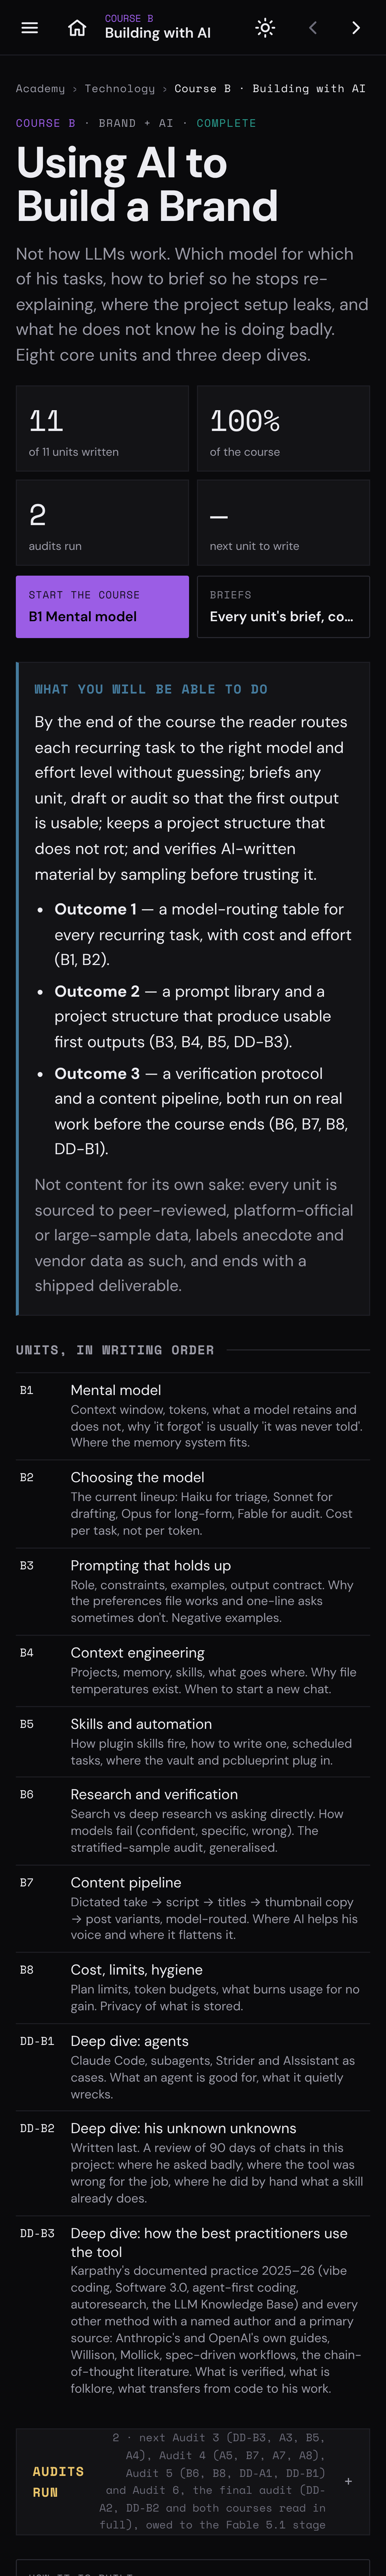 COURSE B
Building with AI
Academy › Technology › Course B · Building with AI
COURSE B · BRAND + AI · COMPLETE
Using AI to
Build a Brand
Not how LLMs work. Which model for which
of his tasks, how to brief so he stops re-
explaining, where the project setup leaks, and
what he does not know he is doing badly.
Eight core units and three deep dives.
11
of 11 units written
100%
of the course
2
audits run
—
next unit to write
START THE COURSE
B1 Mental model
BRIEFS
Every unit's brief, co...
WHAT YOU WILL BE ABLE TO DO
By the end of the course the reader routes
each recurring task to the right model and
effort level without guessing; briefs any
unit, draft or audit so that the first output
is usable; keeps a project structure that
does not rot; and verifies AI-written
material by sampling before trusting it.
• Outcome 1 — a model-routing table for
every recurring task, with cost and effort
(B1, B2).
• Outcome 2 — a prompt library and a
project structure that produce usable
first outputs (B3, B4, B5, DD-B3).
• Outcome 3 — a verification protocol
and a content pipeline, both run on real
work before the course ends (B6, B7, B8,
DD-B1).
Not content for its own sake: every unit is
sourced to peer-reviewed, platform-official
or large-sample data, labels anecdote and
vendor data as such, and ends with a
shipped deliverable.
UNITS, IN WRITING ORDER
B1 Mental model
Context window, tokens, what a model retains and
does not, why 'it forgot' is usually 'it was never told'.
Where the memory system fits.
B2 Choosing the model
The current lineup: Haiku for triage, Sonnet for
drafting, Opus for long-form, Fable for audit. Cost
per task, not per token.
B3 Prompting that holds up
Role, constraints, examples, output contract. Why
the preferences file works and one-line asks
sometimes don't. Negative examples.
B4 Context engineering
Projects, memory, skills, what goes where. Why file
temperatures exist. When to start a new chat.
B5 Skills and automation
How plugin skills fire, how to write one, scheduled
tasks, where the vault and pcblueprint plug in.
B6 Research and verification
Search vs deep research vs asking directly. How
models fail (confident, specific, wrong). The
stratified-sample audit, generalised.
B7 Content pipeline
Dictated take → script → titles → thumbnail copy
→ post variants, model-routed. Where AI helps his
voice and where it flattens it.
B8 Cost, limits, hygiene
Plan limits, token budgets, what burns usage for no
gain. Privacy of what is stored.
DD-B1 Deep dive: agents
Claude Code, subagents, Strider and AIssistant as
cases. What an agent is good for, what it quietly
wrecks.
DD-B2 Deep dive: his unknown unknowns
Written last. A review of 90 days of chats in this
project: where he asked badly, where the tool was
wrong for the job, where he did by hand what a skill
already does.
DD-B3 Deep dive: how the best practitioners use
the tool
Karpathy's documented practice 2025–26 (vibe
coding, Software 3.0, agent-first coding,
autoresearch, the LLM Knowledge Base) and every
other method with a named author and a primary
source: Anthropic's and OpenAI's own guides,
Willison, Mollick, spec-driven workflows, the chain-
of-thought literature. What is verified, what is
folklore, what transfers from code to his work.
AUDITS
RUN
2 · next Audit 3 (DD-B3, A3, B5,
A4), Audit 4 (A5, B7, A7, A8),
Audit 5 (B6, B8, DD-A1, DD-B1)
and Audit 6, the final audit (DD-
A2, DD-B2 and both courses read in
full), owed to the Fable 5.1 stage
+